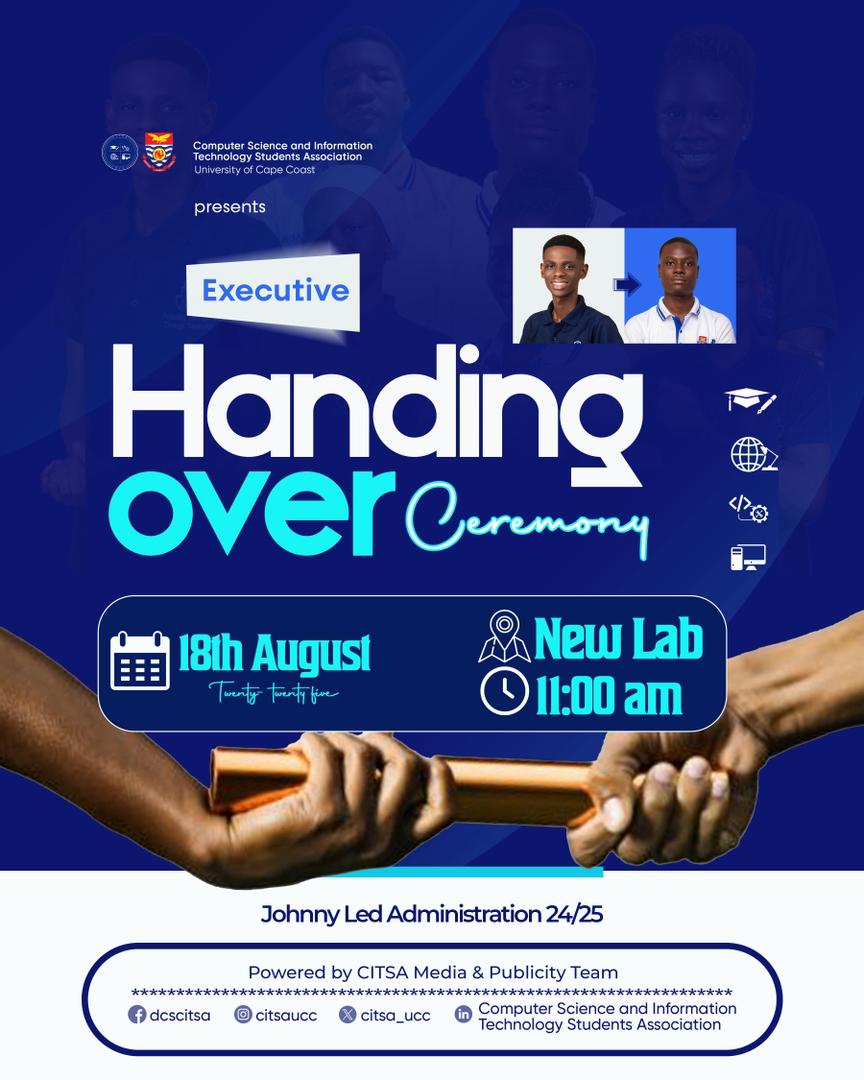 Computer Science and Information
Technology Students Association
University of Cape Coast
presents
Executive
Handing
over Ceremony
18th August
Twenty- twenty five
New Lab
11:00 am
Johnny Led Administration 24/25
Powered by CITSA Media & Publicity Team
******************************************************************
dcscitsa
citsaucc
citsa_ucc
Computer Science and Information
Technology Students Association